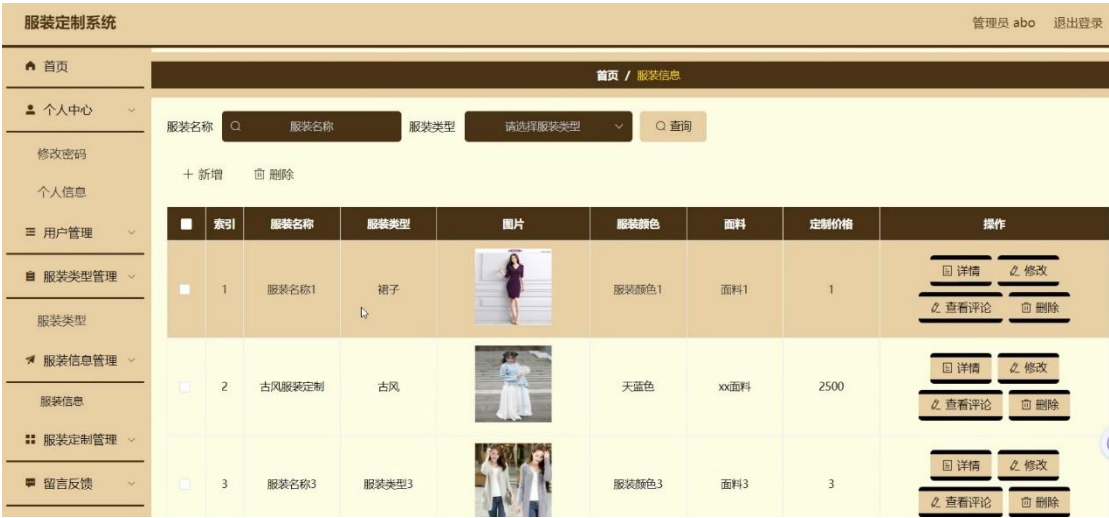 服装定制系统
管理员 abo 退出登录
首页
个人中心
修改密码
个人信息
用户管理
服装类型管理
服装类型
服装信息管理
服装信息
服装定制管理
留言反馈
首页 / 服装信息
服装名称 服装名称 服装类型 请选择服装类型 查询
新增 删除
索引 服装名称 服装类型 图片 服装颜色 面料 定制价格 操作
1 服装名称1 裙子 服装颜色1 面料1 1 详情 修改
查看评论 删除
2 古风服装定制 古风 天蓝色 xx面料 2500 详情 修改
查看评论 删除
3 服装名称3 服装类型3 服装颜色3 面料3 3 详情 修改
查看评论 删除